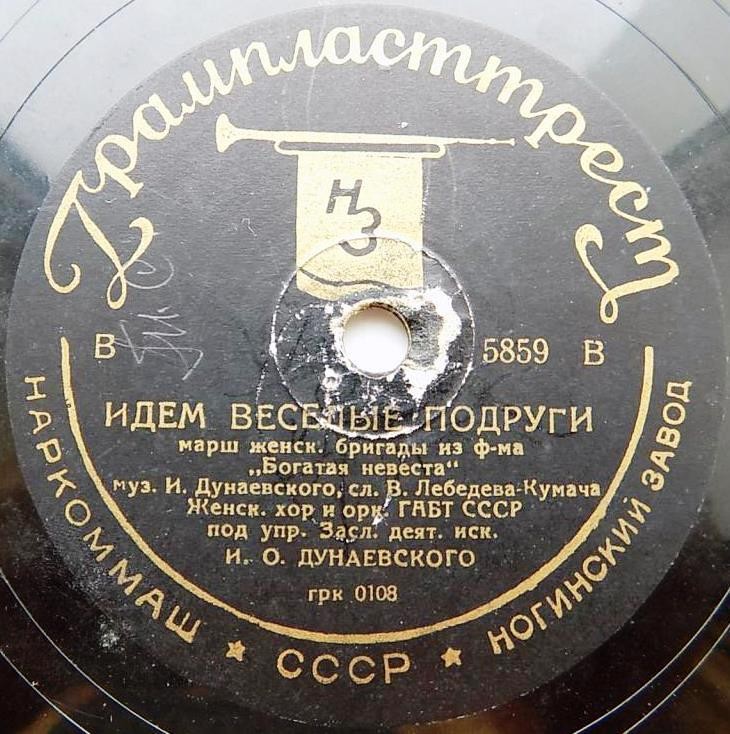 Грампласттрест
НЗ
В 5859 В
ИДЕМ ВЕСЕЛЫЕ ПОДРУГИ
марш женск. бригады из ф-ма
„Богатая невеста“
муз. И. Дунаевского, сл. В. Лебедева-Кумача
Женск. хор и орк. ГАБТ СССР
под упр. Засл. деят. иск.
И. О. ДУНАЕВСКОГО
грк 0108
НАРКОММАШ ★ СССР ★ НОГИНСКИЙ ЗАВОД